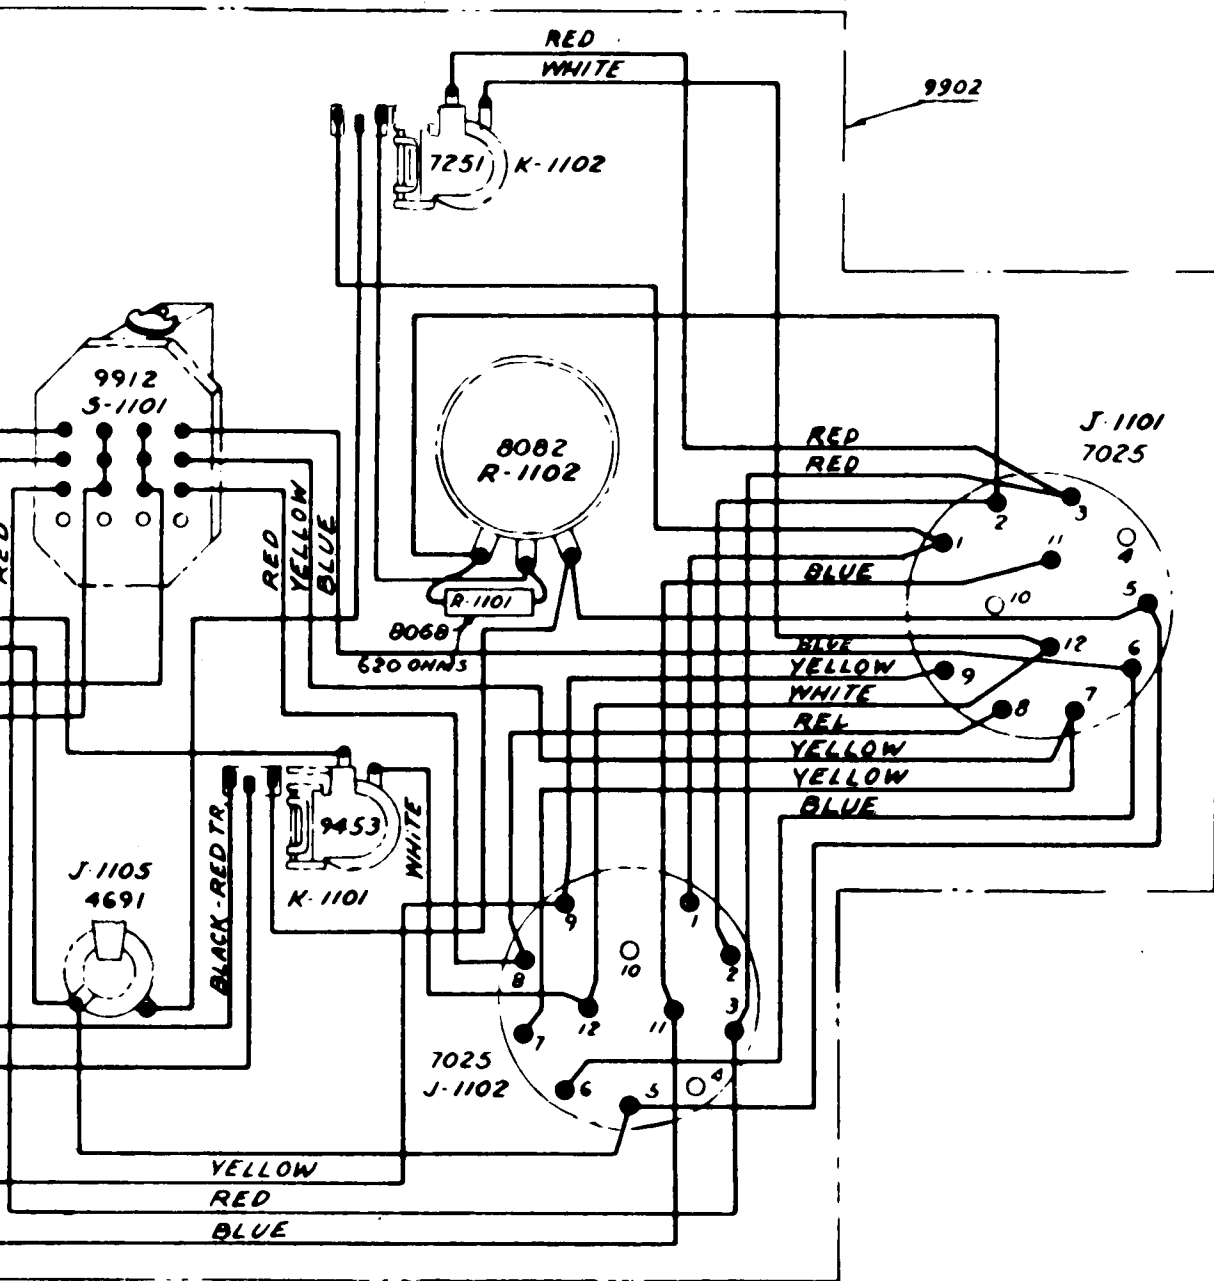 RED
WHITE
9902
7251 K-1102
9912
S-1101
8082
R-1102
J-1101
7025
RED
RED
2
3
1
11
4
BLUE
R-1101
10
5
8068
620 OHMS
BLUE
12
6
YELLOW
9
WHITE
8
7
REL
YELLOW
YELLOW
BLUE
RED
RED
YELLOW
BLUE
9453
K-1101
WHITE
BLACK-RED TR.
J-1105
4691
9
1
10
2
8
3
12
11
7
7025
J-1102
6
5
4
YELLOW
RED
BLUE